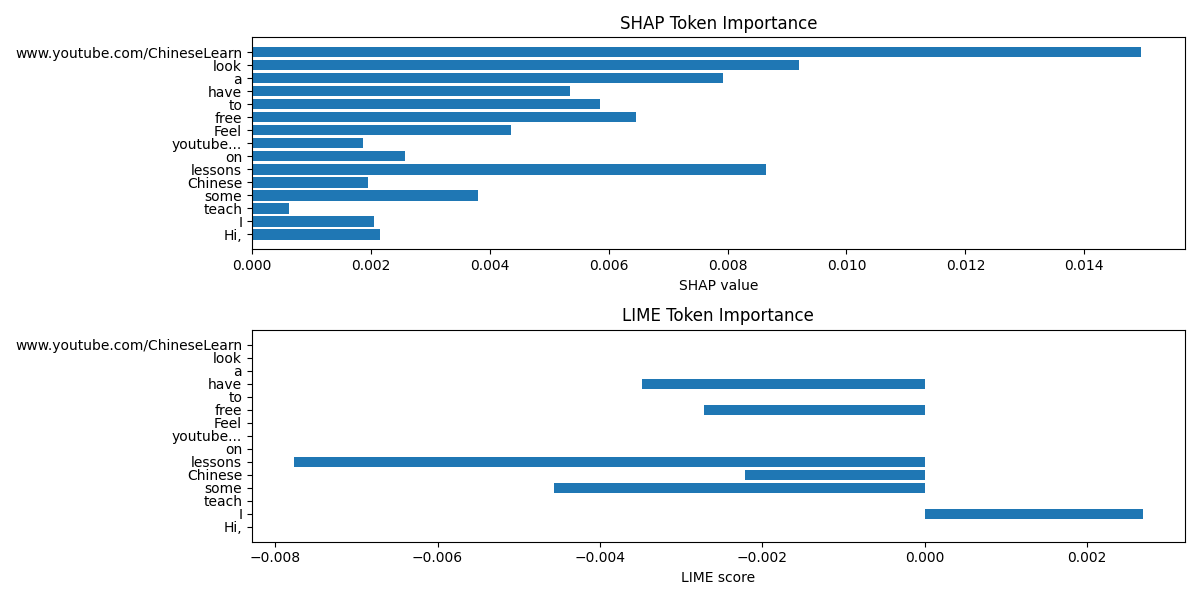 SHAP Token Importance
www.youtube.com/ChineseLearn
look
a
have
to
free
Feel
youtube...
on
lessons
Chinese
some
teach
I
Hi,
0.000 0.002 0.004 0.006 0.008 0.010 0.012 0.014
SHAP value
LIME Token Importance
www.youtube.com/ChineseLearn
look
a
have
to
free
Feel
youtube...
on
lessons
Chinese
some
teach
I
Hi,
−0.008 −0.006 −0.004 −0.002 0.000 0.002
LIME score